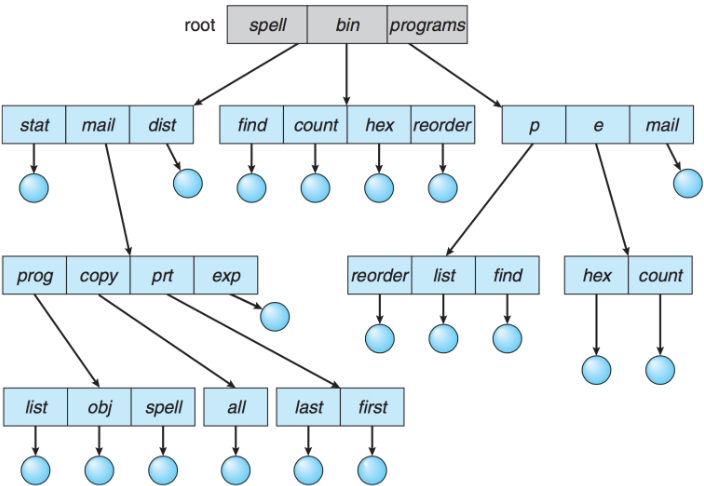 root spell bin programs
stat mail dist find count hex reorder p e mail
prog copy prt exp reorder list find hex count
list obj spell all last first